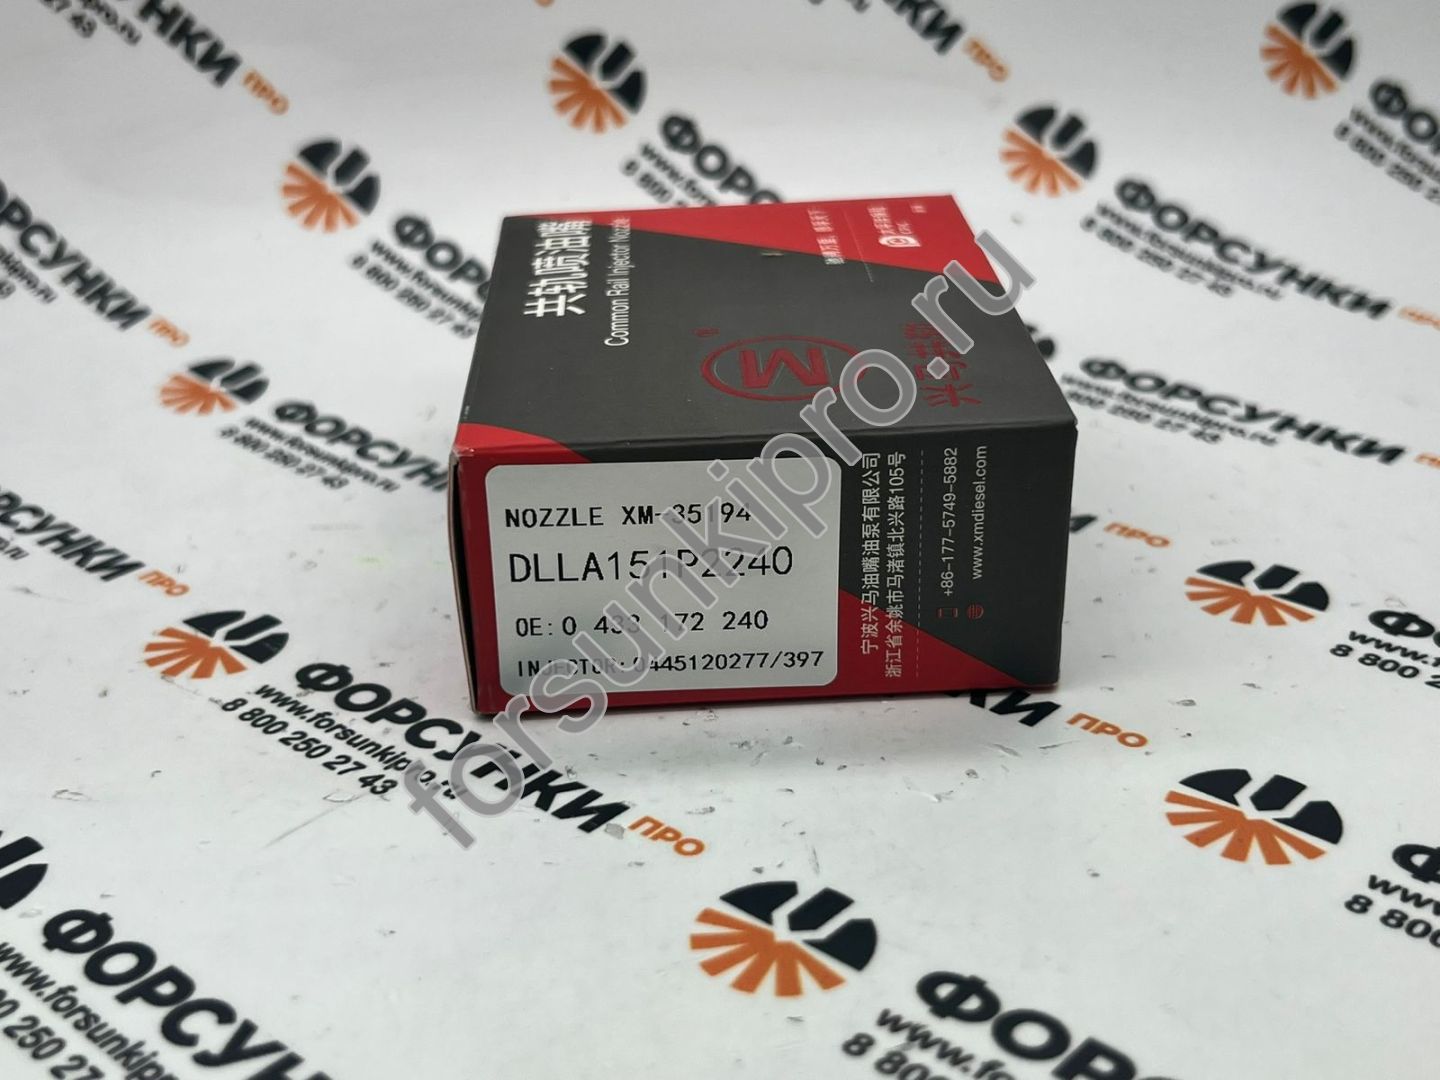 共轨喷油嘴
Common Rail Injector Nozzle
M
NOZZLE XM-
DLLA151P2240
OE: 0 433 172 240
INJECTOR: 0445120277/397
宁波兴马油嘴油泵有限公司
浙江省余姚市马渚镇北兴路105号
+86-177-5749-5882
www.xmdiesel.com
forsunkipro.ru
ФОРСУНКИ ПРО
www.forsunkipro.ru
8 800 250 27 43